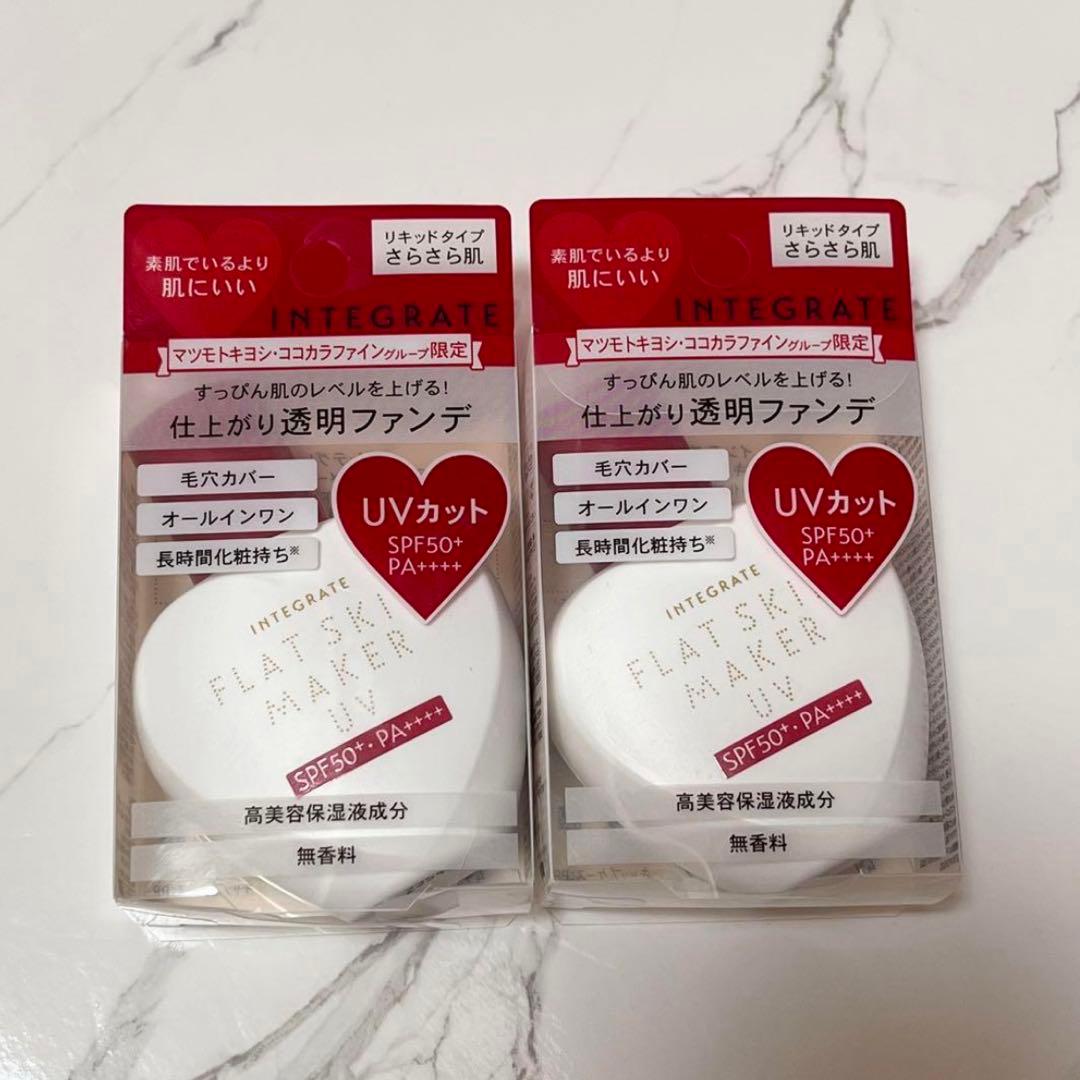 素肌でいるより
肌にいい
リキッドタイプ
さらさら肌
INTEGRATE
マツモトキヨシ・ココカラファイングループ限定
すっぴん肌のレベルを上げる!
仕上がり透明ファンデ
毛穴カバー
オールインワン
長時間化粧持ち※
UVカット
SPF50+
PA++++
INTEGRATE
FLAT SKI
MAKER
UV
SPF50+・PA++++
高美容保湿液成分
無香料
素肌でいるより
肌にいい
リキッドタイプ
さらさら肌
INTEGRATE
マツモトキヨシ・ココカラファイングループ限定
すっぴん肌のレベルを上げる!
仕上がり透明ファンデ
毛穴カバー
オールインワン
長時間化粧持ち※
UVカット
SPF50+
PA++++
INTEGRATE
FLAT SKI
MAKER
UV
SPF50+・PA++++
高美容保湿液成分
無香料